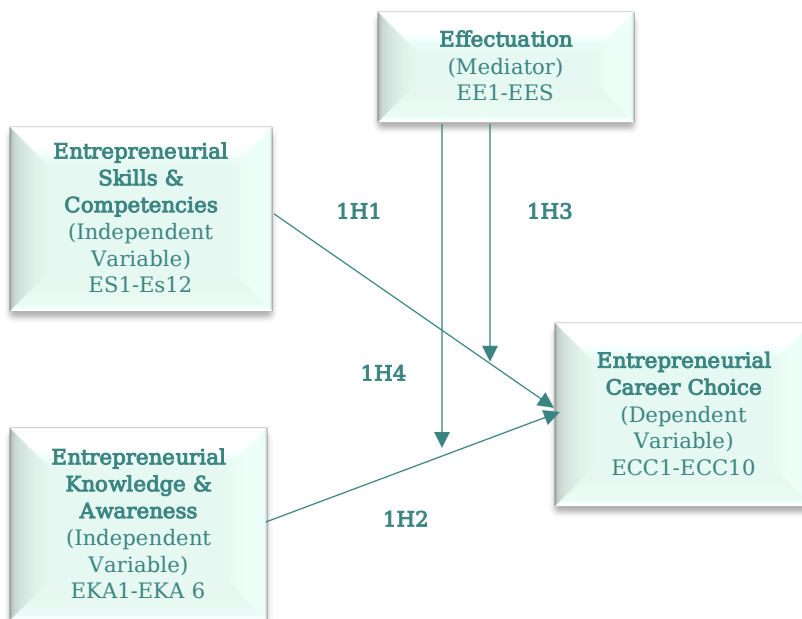 Effectuation
(Mediator)
EE1-EES
Entrepreneurial
Skills &
Competencies
(Independent
Variable)
ES1-Es12
1H1
1H3
1H4
Entrepreneurial
Career Choice
(Dependent
Variable)
ECC1-ECC10
Entrepreneurial
Knowledge &
Awareness
(Independent
Variable)
EKA1-EKA 6
1H2